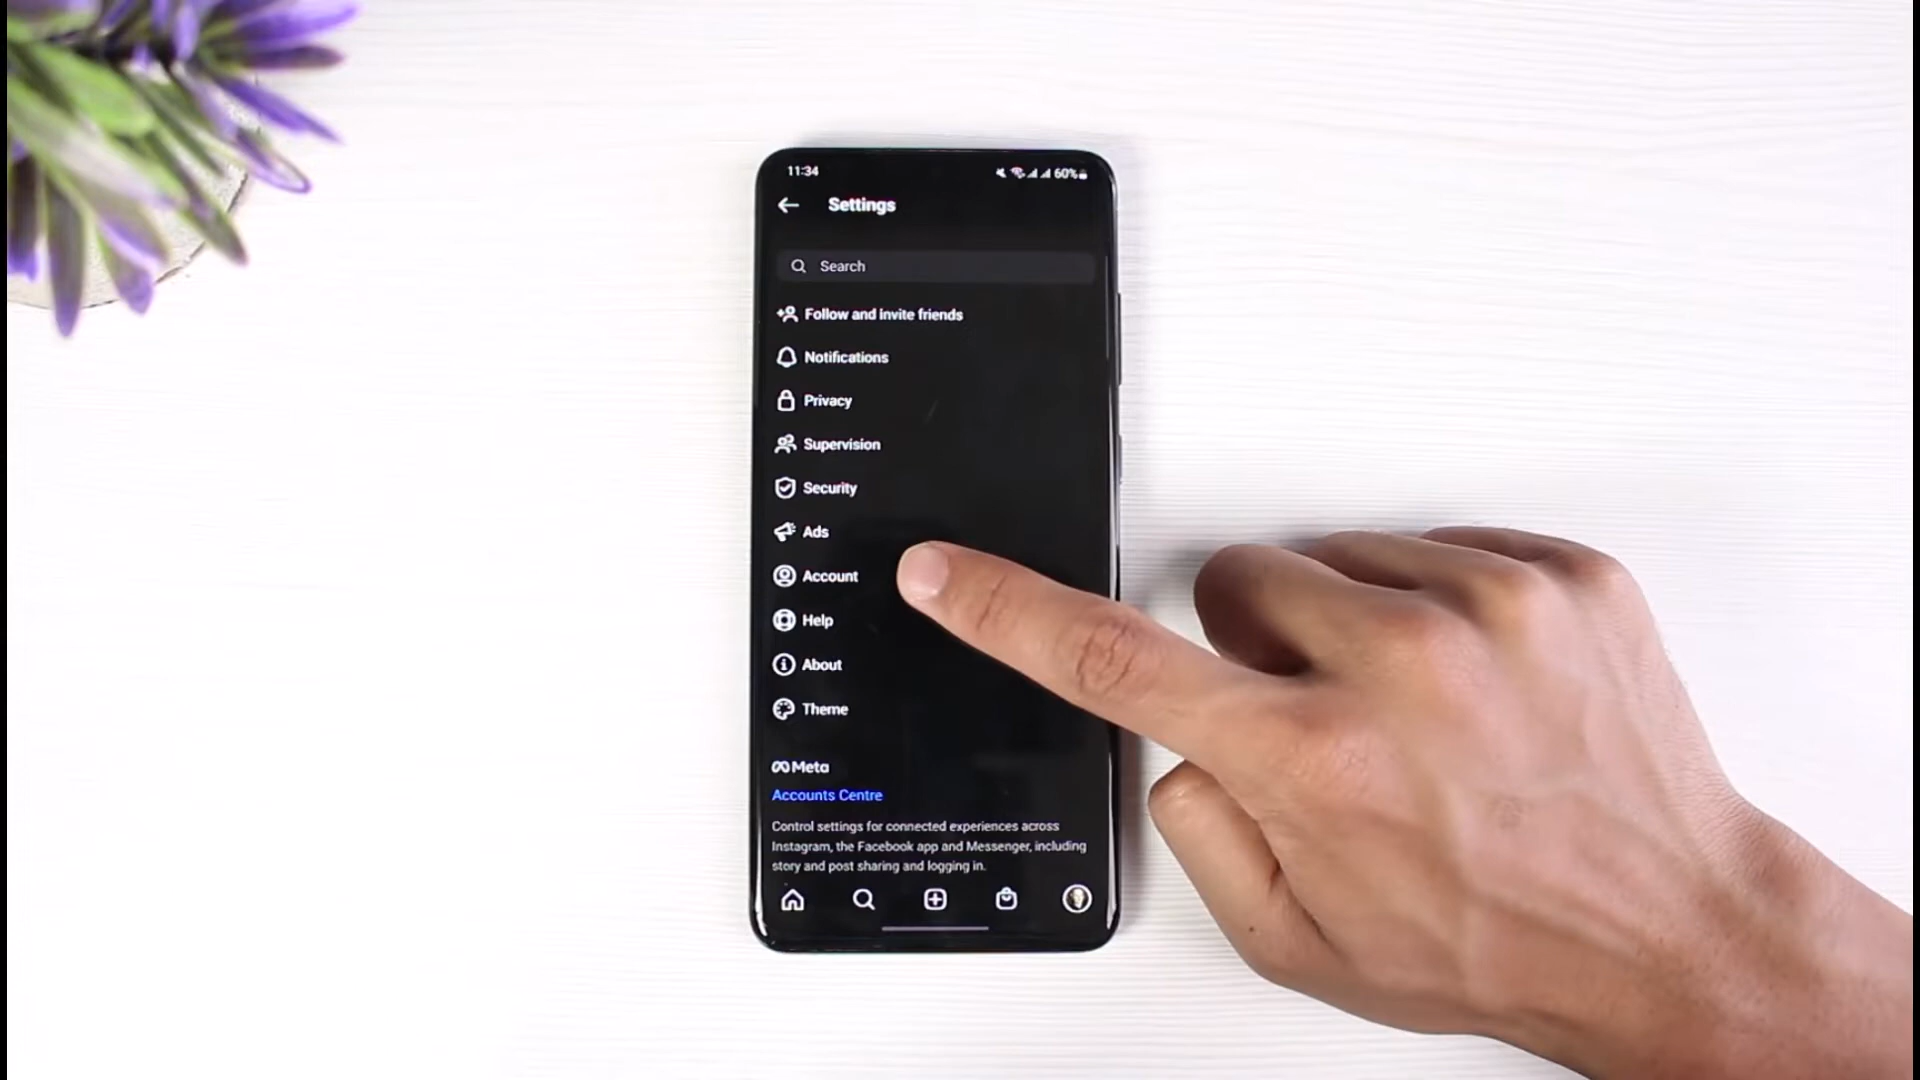 11:34
60%
Settings
Search
Follow and invite friends
Notifications
Privacy
Supervision
Security
Ads
Account
Help
About
Theme
Meta
Accounts Centre
Control settings for connected experiences across
Instagram, the Facebook app and Messenger, including
story and post sharing and logging in.